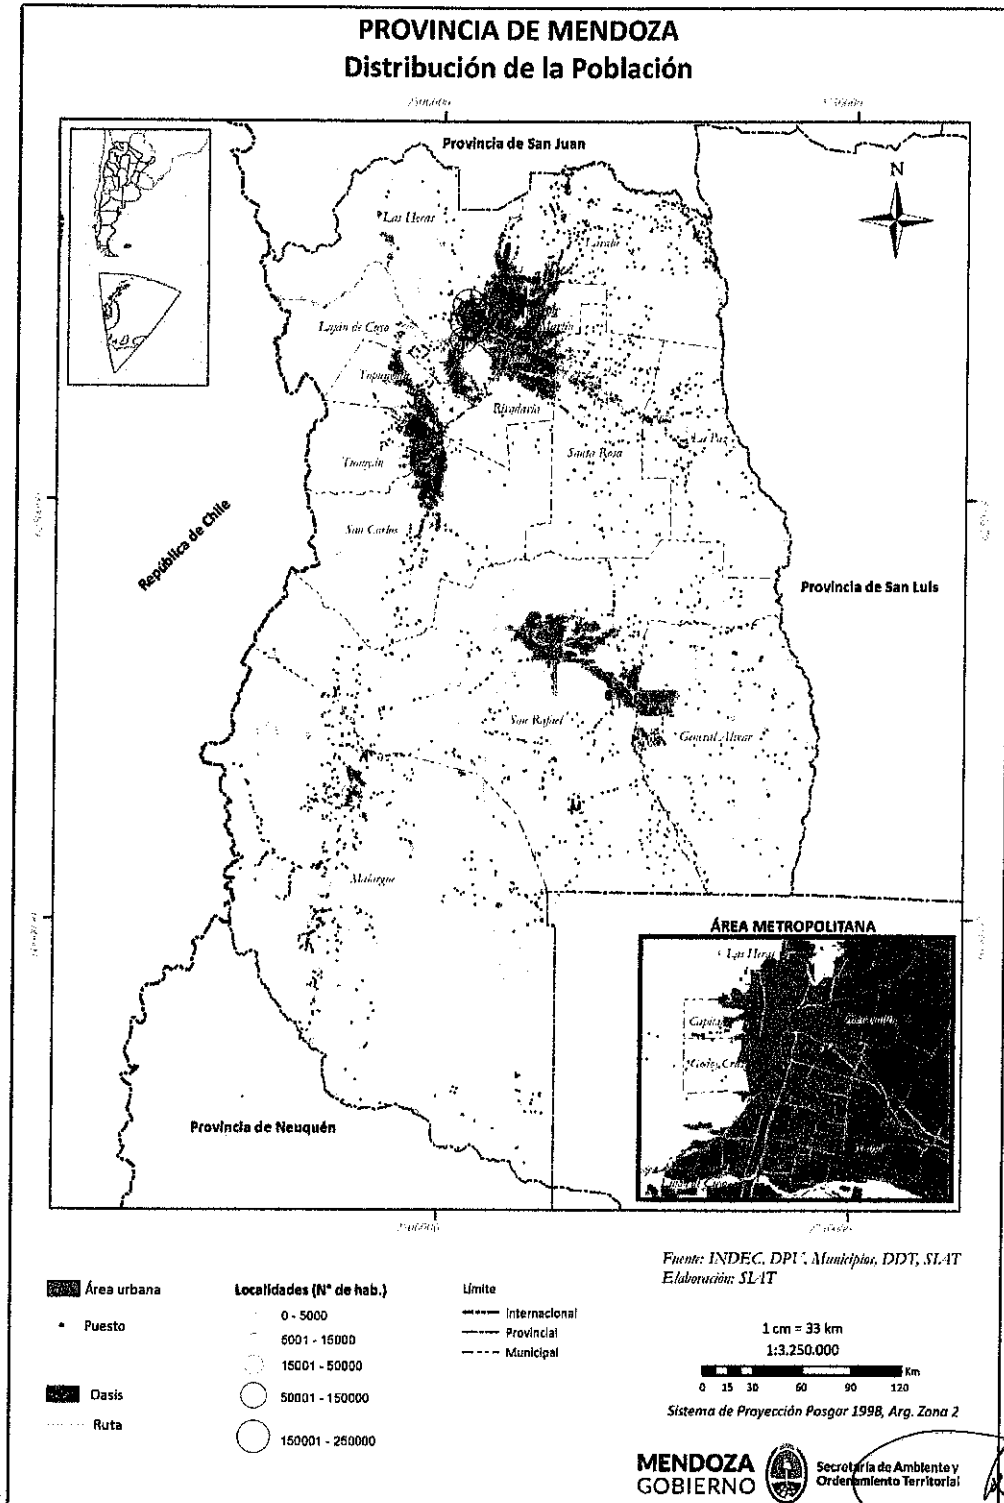 PROVINCIA DE MENDOZA
Distribución de la Población
Provincia de San Juan
N
Las Heras
Lavalle
Luján de Cuyo
Tupungato
Rivadavia
La Paz
Santa Rosa
Tunuyán
San Carlos
República de Chile
Provincia de San Luis
San Rafael
General Alvear
Malargue
ÁREA METROPOLITANA
Las Heras
Capital
Guaymallén
Godoy Cruz
Luján de Cuyo
Provincia de Neuquén
Fuente: INDEC, DPIV, Municipios, DDT, SIAT
Elaboración: SIAT
Área urbana
Puesto
Oasis
Ruta
Localidades (N° de hab.)
0 - 5000
5001 - 15000
15001 - 50000
50001 - 150000
150001 - 250000
Límite
Internacional
Provincial
Municipal
1 cm = 33 km
1:3.250.000
Km
0 15 30 60 90 120
Sistema de Proyección Posgar 1998, Arg. Zona 2
MENDOZA
GOBIERNO
Secretaría de Ambiente y
Ordenamiento Territorial